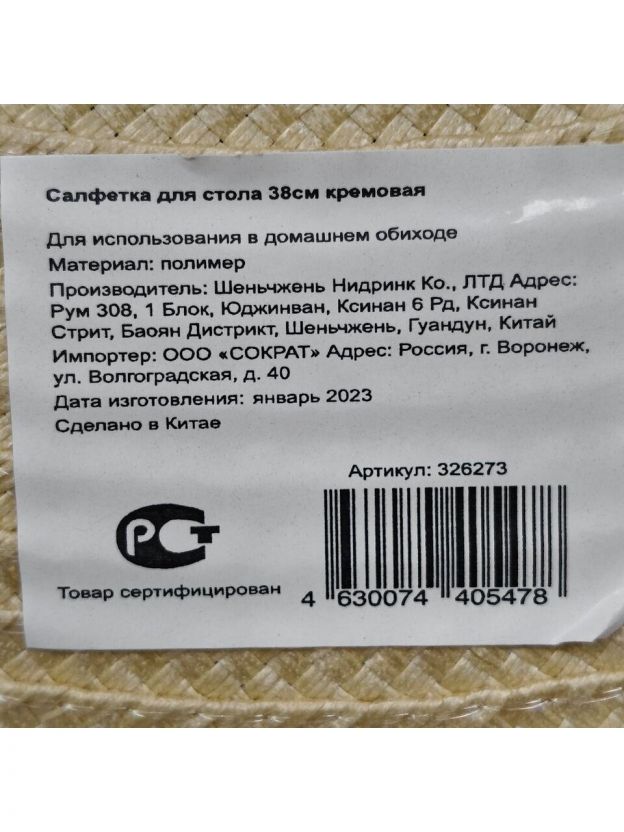 Салфетка для стола 38см кремовая
Для использования в домашнем обиходе
Материал: полимер
Производитель: Шеньчжень Нидринк Ко., ЛТД Адрес:
Рум 308, 1 Блок, Юджинван, Ксинан 6 Рд, Ксинан
Стрит, Баоян Дистрикт, Шеньчжень, Гуандун, Китай
Импортер: ООО «СОКРАТ» Адрес: Россия, г. Воронеж,
ул. Волгоградская, д. 40
Дата изготовления: январь 2023
Сделано в Китае
Артикул: 326273
РСТ
Товар сертифицирован
4 630074 405478